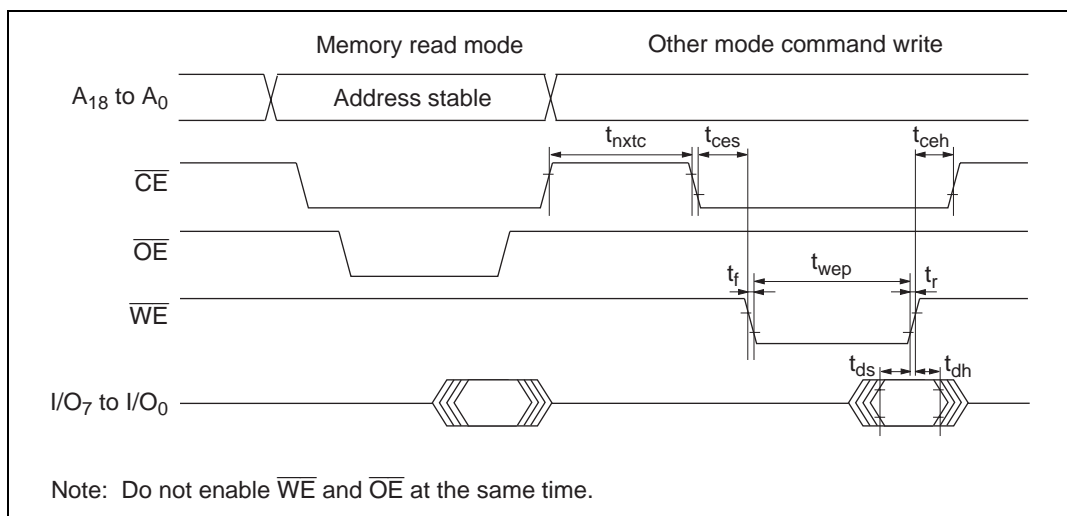 Memory read mode
Other mode command write
A18 to A0
Address stable
tnxtc
tces
tceh
CE
OE
tf
twep
tr
WE
tds
tdh
I/O7 to I/O0
Note: Do not enable WE and OE at the same time.